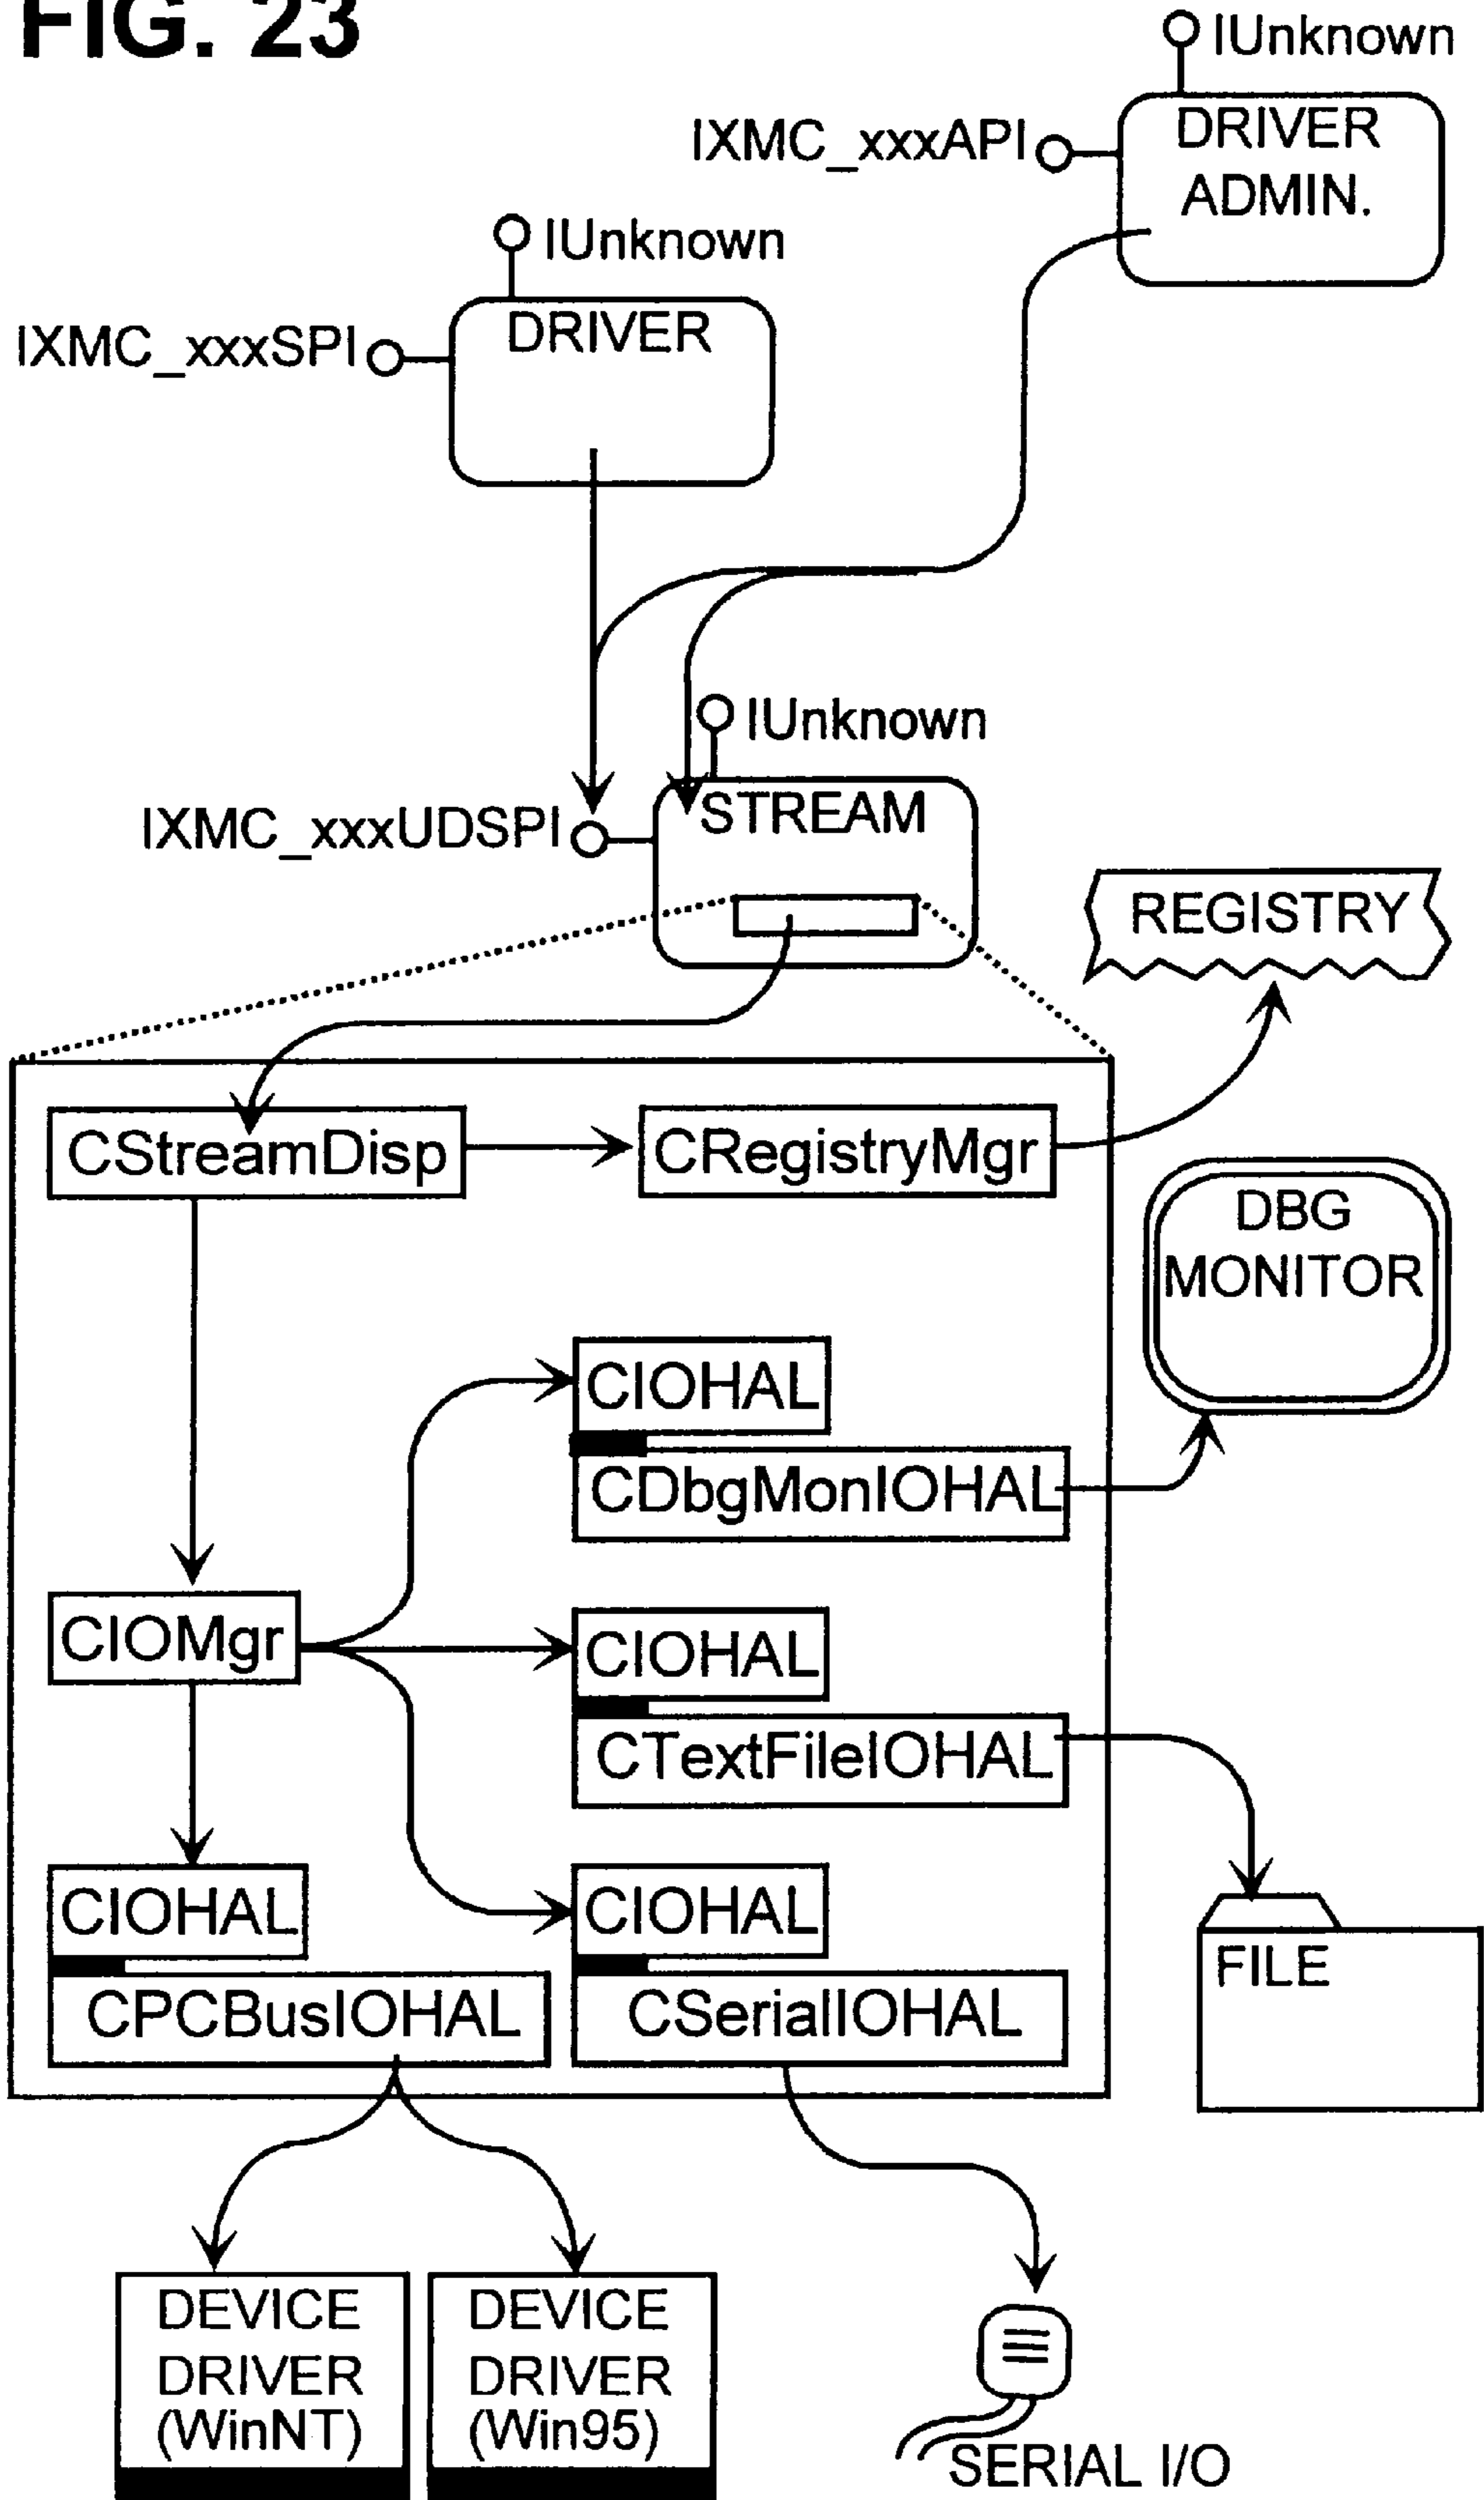 FIG. 23
IUnknown
IXMC_xxxAPI
DRIVER
ADMIN.
IUnknown
IXMC_xxxSPI
DRIVER
IUnknown
IXMC_xxxUDSPI
STREAM
REGISTRY
CStreamDisp
CRegistryMgr
DBG
MONITOR
CIOHAL
CDbgMonIOHAL
CIOMgr
CIOHAL
CTextFileIOHAL
CIOHAL
CIOHAL
FILE
CPCBusIOHAL
CSerialIOHAL
DEVICE
DRIVER
(WinNT)
DEVICE
DRIVER
(Win95)
SERIAL I/O